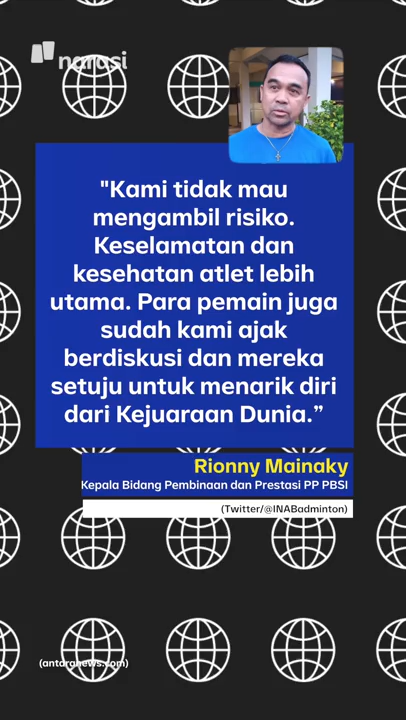 narasi
"Kami tidak mau
mengambil risiko.
Keselamatan dan
kesehatan atlet lebih
utama. Para pemain juga
sudah kami ajak
berdiskusi dan mereka
setuju untuk menarik diri
dari Kejuaraan Dunia.”
Rionny Mainaky
Kepala Bidang Pembinaan dan Prestasi PP PBSI
(Twitter/@INABadminton)
(antaranews.com)